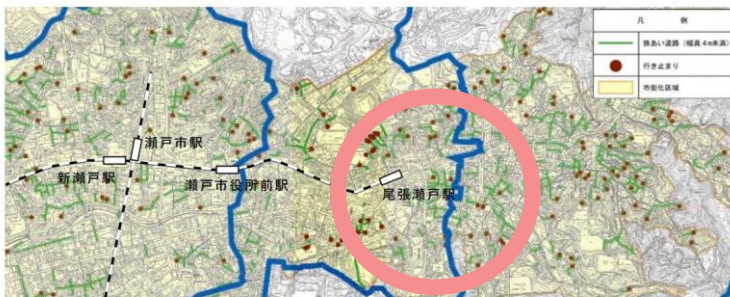 凡 例
狭あい道路（幅員4m未満）
行き止まり
市街化区域
瀬戸市駅
新瀬戸駅
瀬戸市役所前駅
尾張瀬戸駅